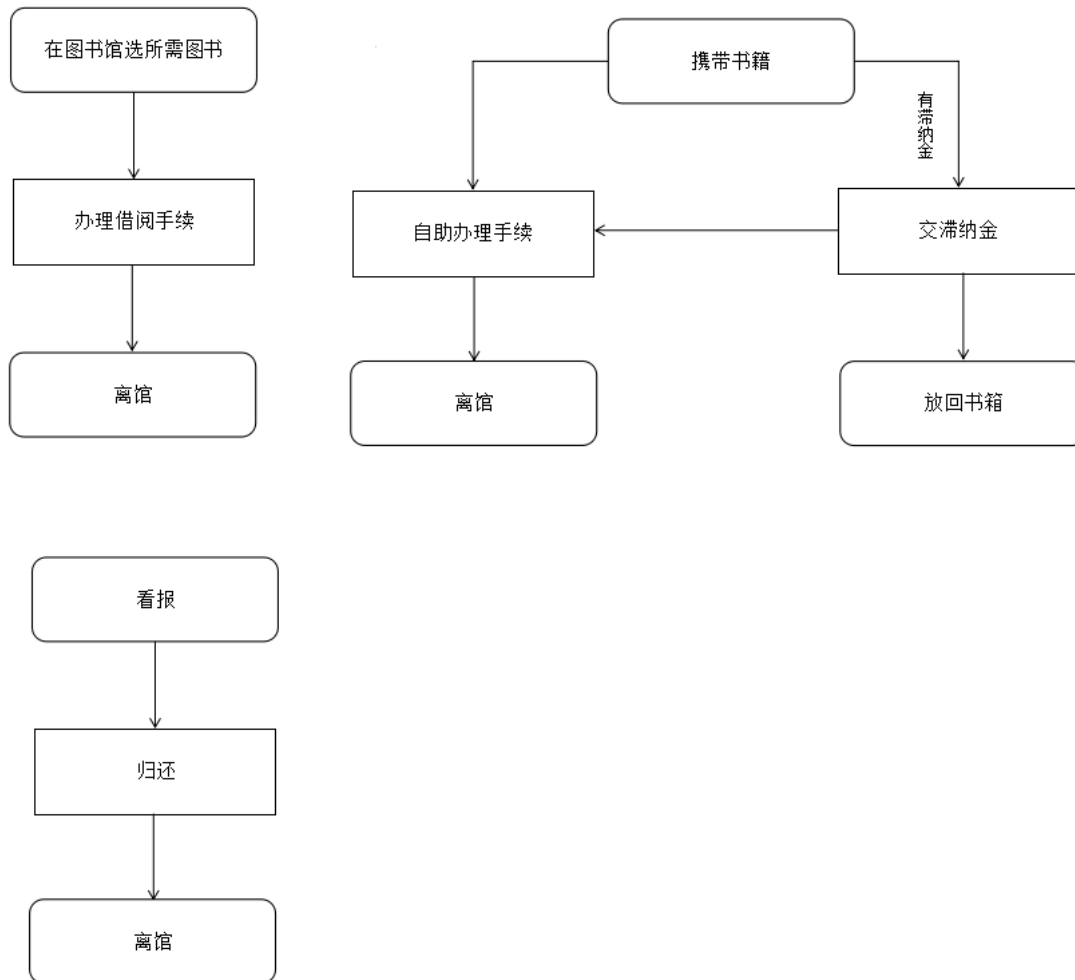 在图书馆选所需图书
办理借阅手续
离馆
携带书籍
有滞纳金
自助办理手续
交滞纳金
离馆
放回书箱
看报
归还
离馆